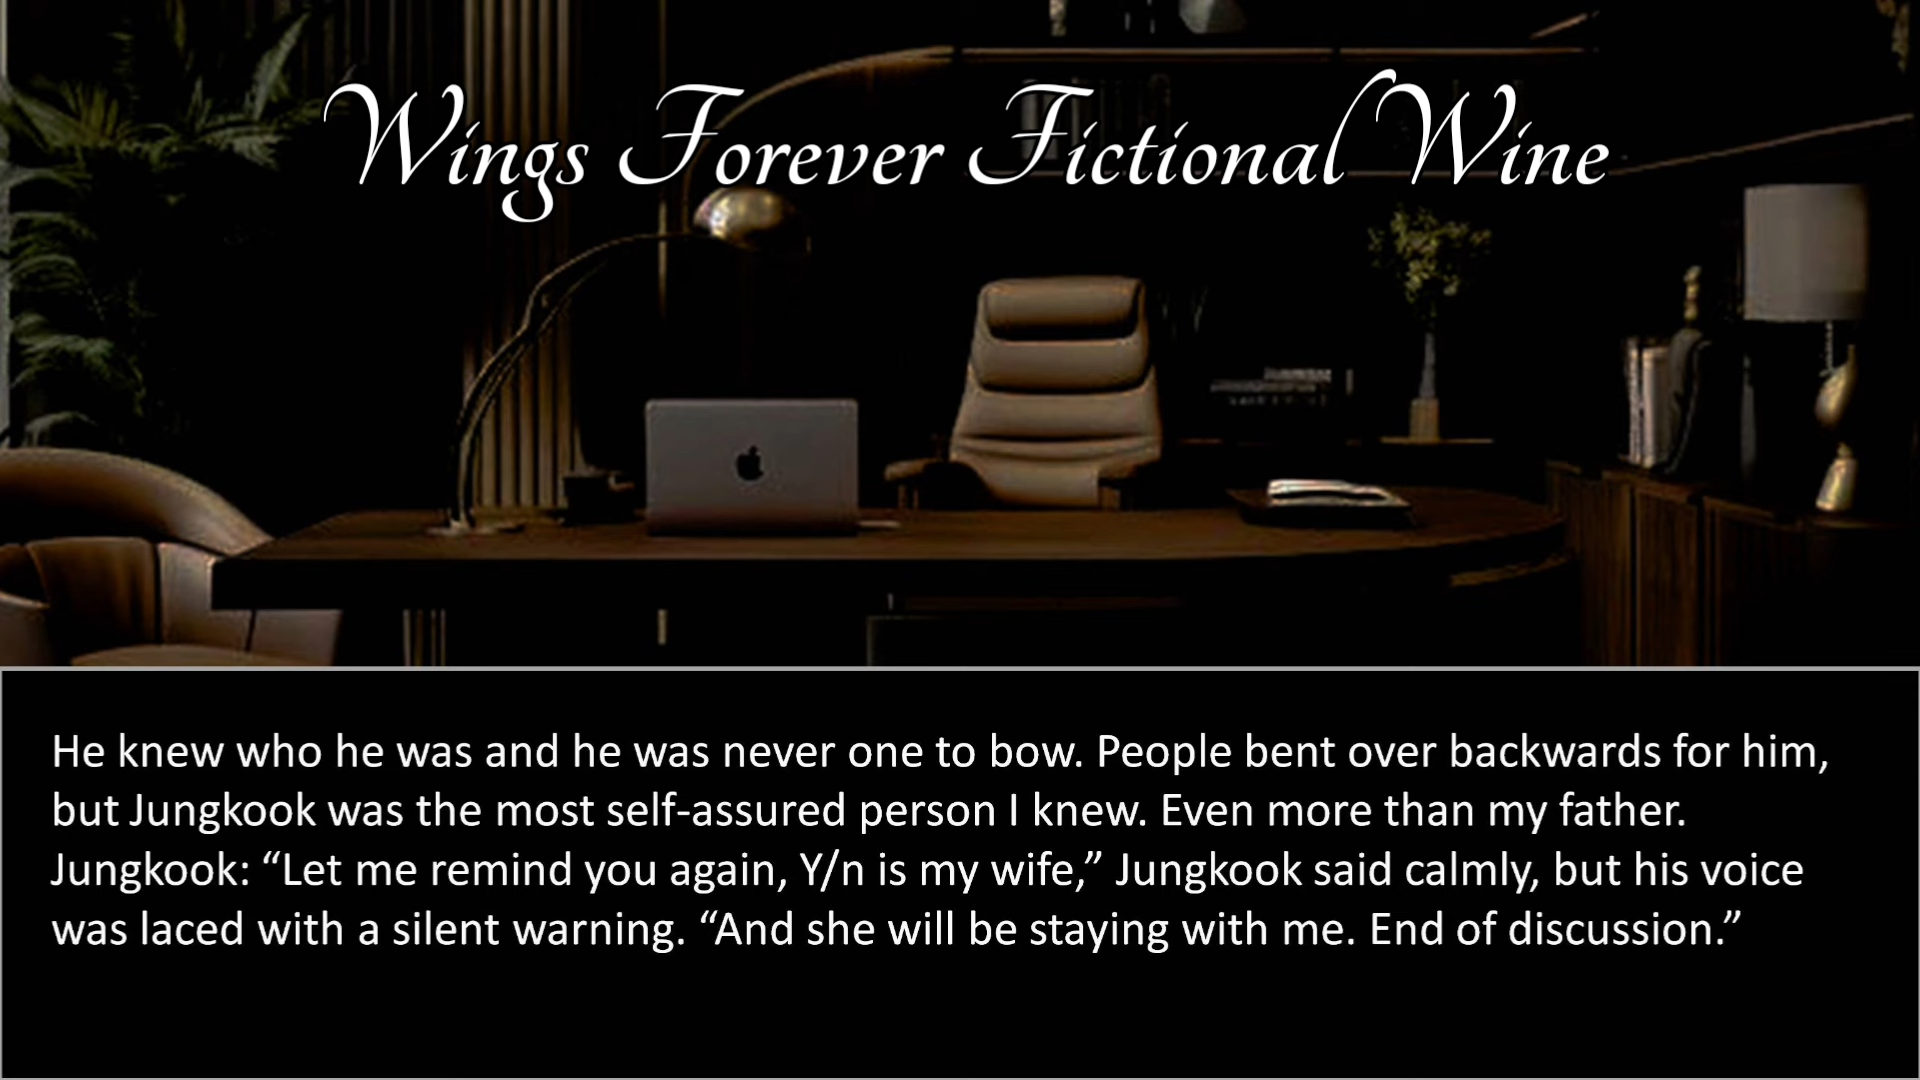 Wings Forever Fictional Wine
He knew who he was and he was never one to bow. People bent over backwards for him,
but Jungkook was the most self-assured person I knew. Even more than my father.
Jungkook: “Let me remind you again, Y/n is my wife,” Jungkook said calmly, but his voice
was laced with a silent warning. “And she will be staying with me. End of discussion.”